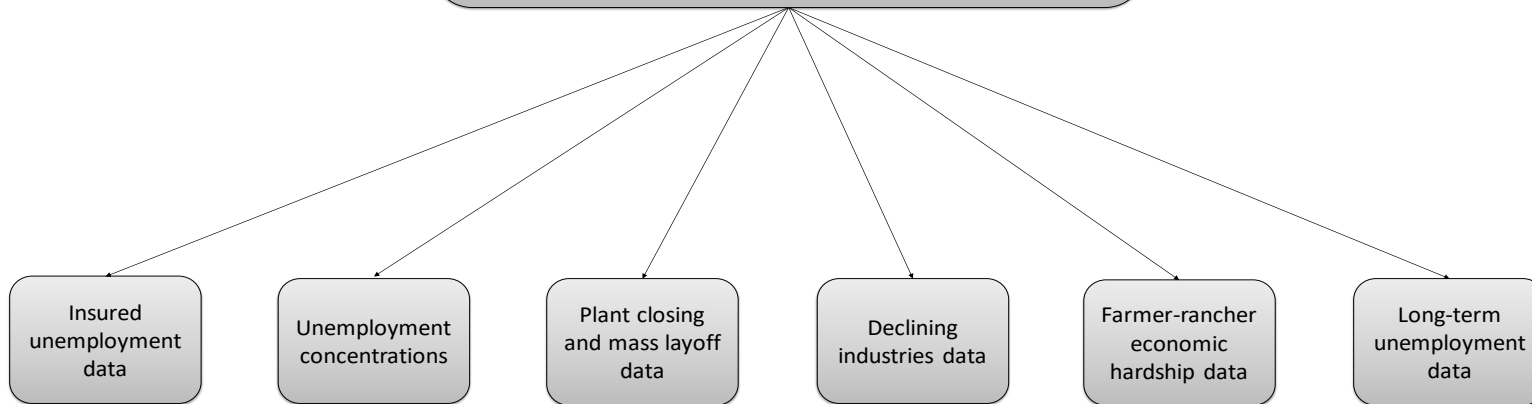 Insured
unemployment
data
Unemployment
concentrations
Plant closing
and mass layoff
data
Declining
industries data
Farmer-rancher
economic
hardship data
Long-term
unemployment
data